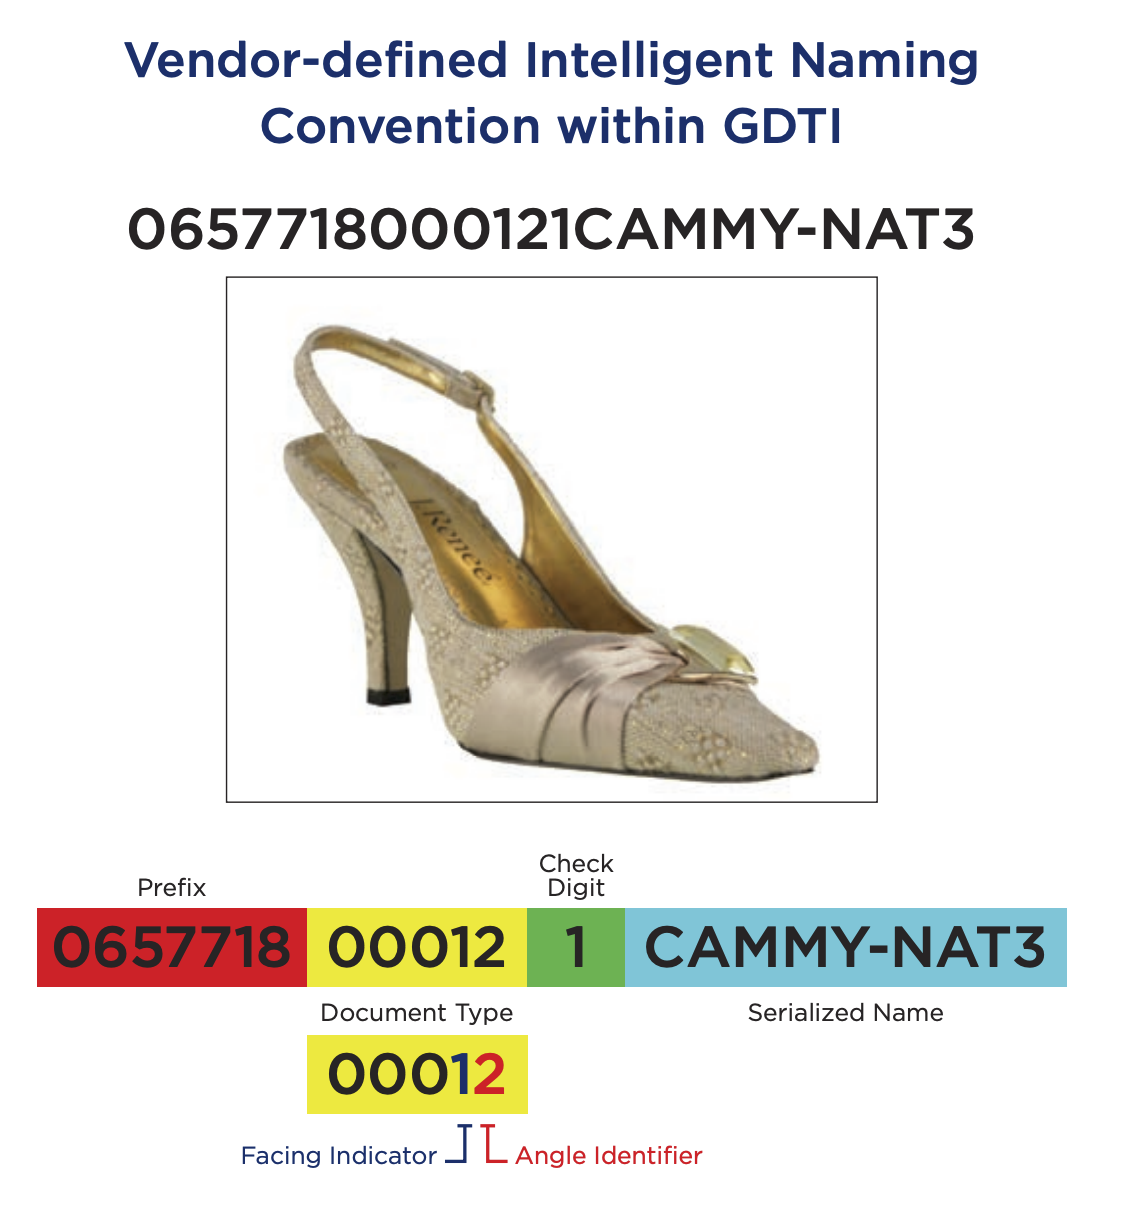 Vendor-defined Intelligent Naming
Convention within GDTI
0657718000121CAMMY-NAT3
J Renee
Prefix
Check
Digit
0657718 00012 1 CAMMY-NAT3
Document Type Serialized Name
00012
Facing Indicator Angle Identifier